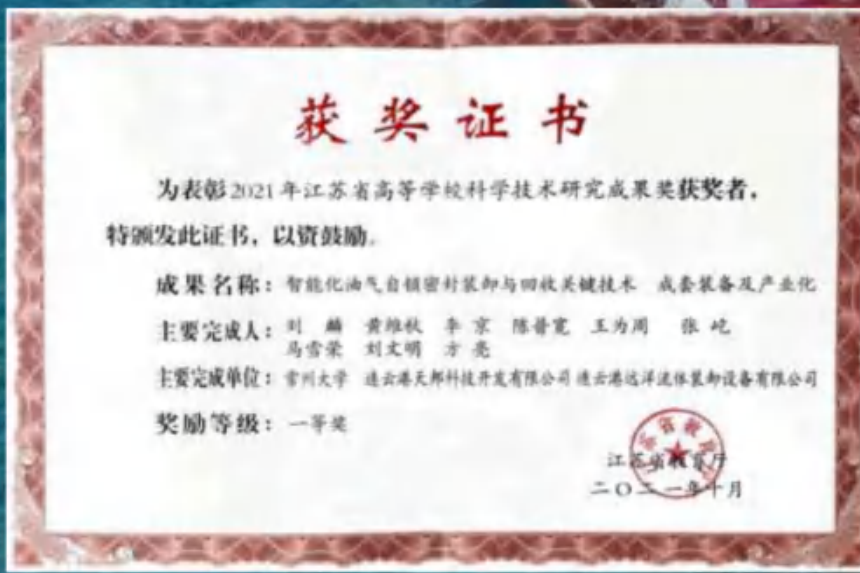 获奖证书
为表彰2021年江苏省高等学校科学技术研究成果奖获奖者，
特颁发此证书，以资鼓励。
成果名称：智能化油气自锁密封装卸与回收关键技术 成套装备及产业化
主要完成人：刘麟 黄维秋 李京 陈晋宽 王为周 张屹
马雪荣 刘文明 方亮
主要完成单位：常州大学 连云港天邦科技开发有限公司 连云港远洋流体装卸设备有限公司
奖励等级：一等奖
江苏省教育厅
二〇二一年十月